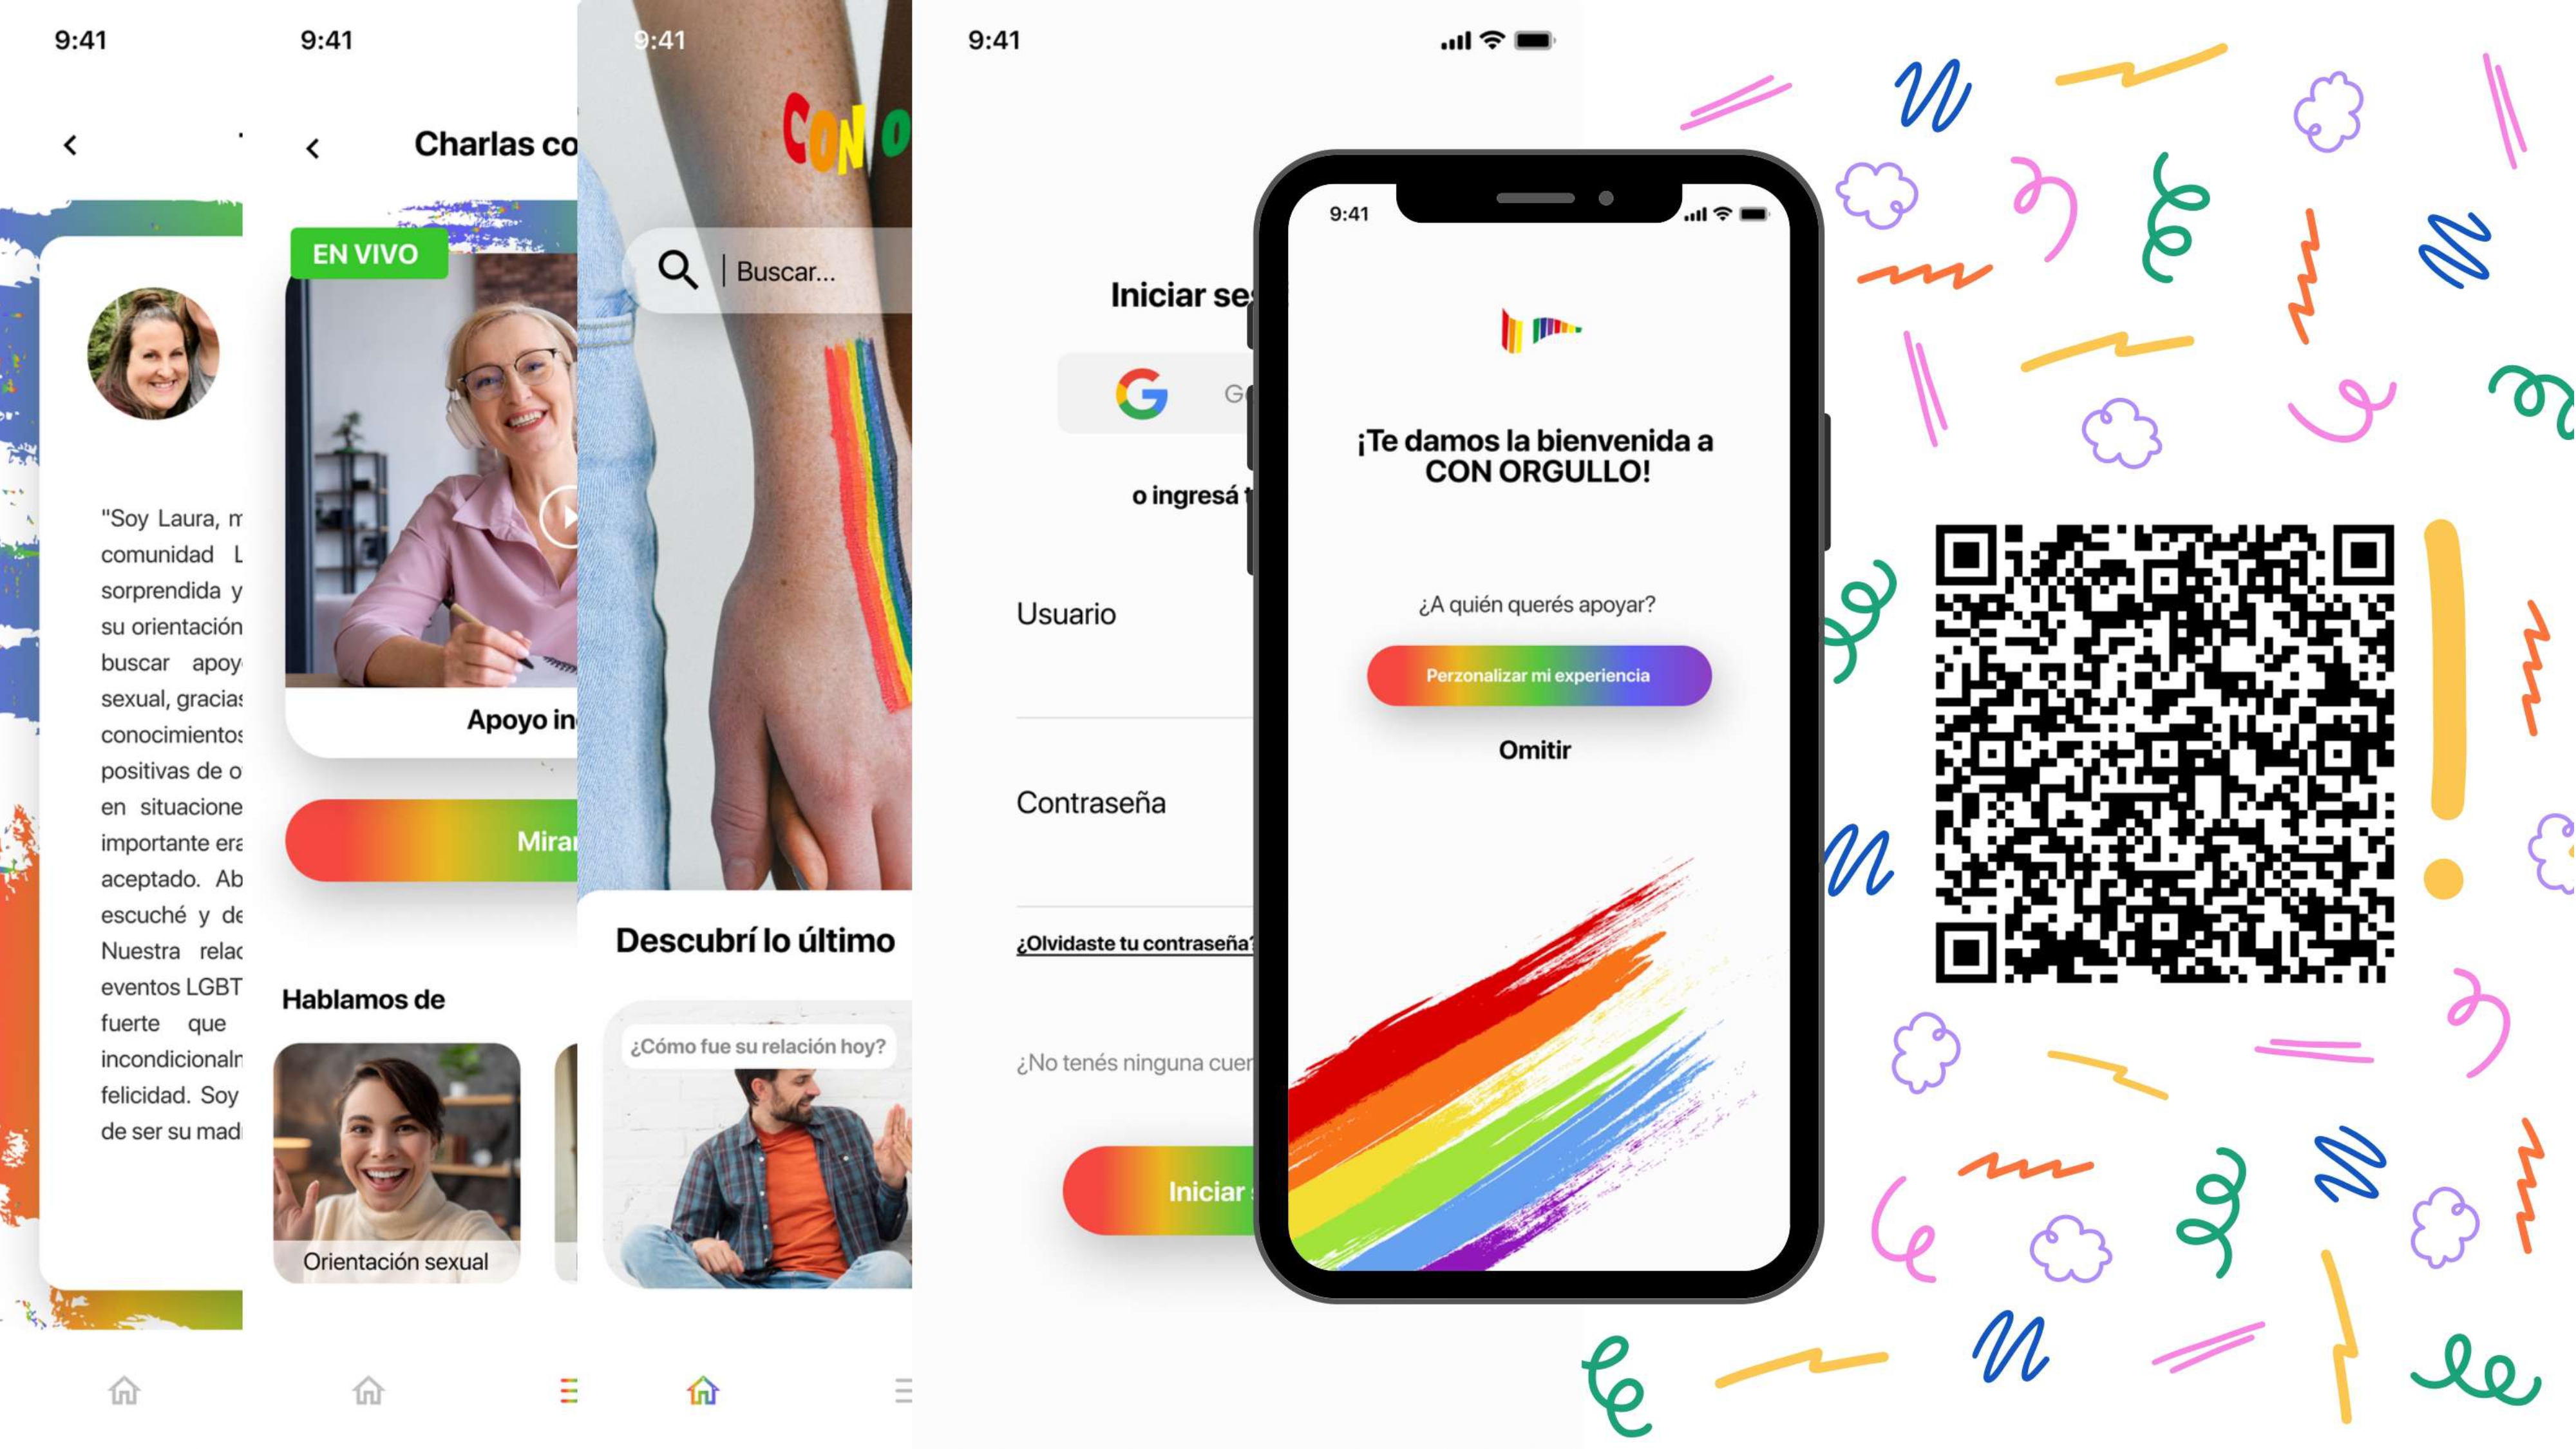 9:41
"Soy Laura, m
comunidad L
sorprendida y
su orientación
buscar apoy
sexual, gracias
conocimientos
positivas de o
en situacione
importante era
aceptado. Ab
escuché y de
Nuestra relac
eventos LGBT
fuerte que
incondicionalm
felicidad. Soy
de ser su mad
9:41
Charlas co
EN VIVO
Apoyo in
Mirar
Hablamos de
Orientación sexual
9:41
CON O
Buscar...
Descubrí lo último
¿Cómo fue su relación hoy?
9:41
Iniciar ses
G Go
o ingresá t
Usuario
Contraseña
¿Olvidaste tu contraseña?
¿No tenés ninguna cuen
Iniciar s
9:41
¡Te damos la bienvenida a
CON ORGULLO!
¿A quién querés apoyar?
Perzonalizar mi experiencia
Omitir